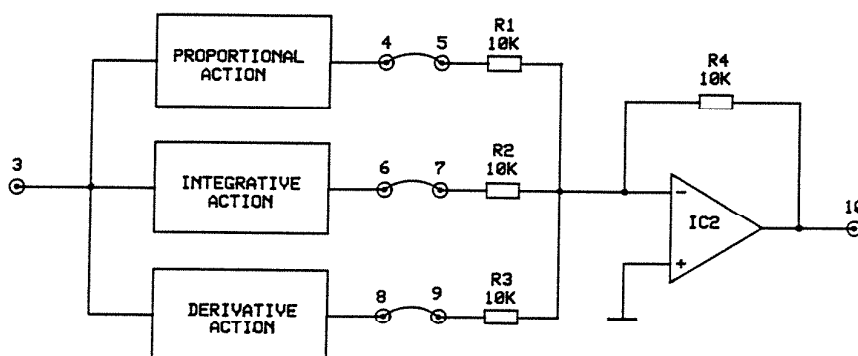 PROPORTIONAL
ACTION
4
5
R1
10K
R4
10K
3
INTEGRATIVE
ACTION
6
7
R2
10K
IC2
-
+
10
DERIVATIVE
ACTION
8
9
R3
10K